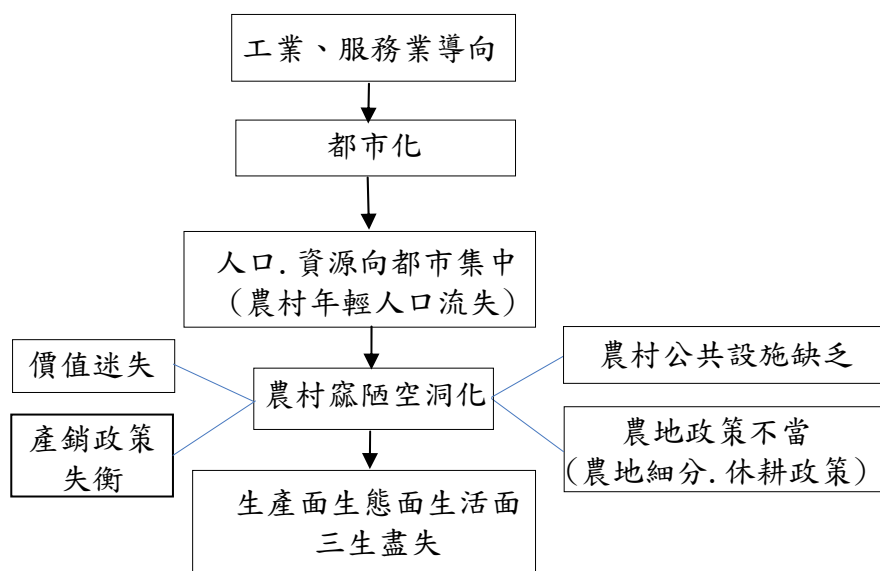 工業、服務業導向
都市化
人口.資源向都市集中
(農村年輕人口流失)
價值迷失
農村窳陋空洞化
農村公共設施缺乏
產銷政策
失衡
農地政策不當
(農地細分.休耕政策)
生產面生態面生活面
三生盡失